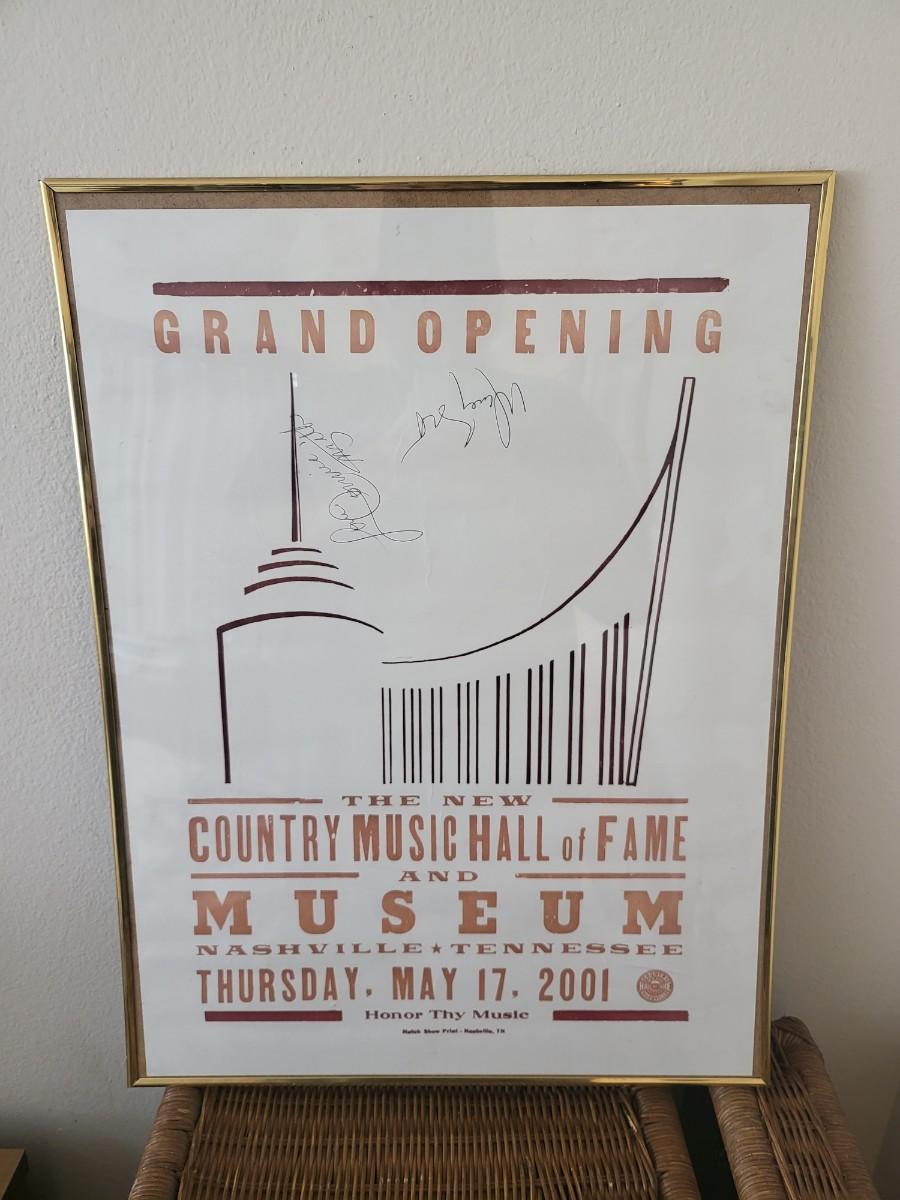 GRAND OPENING
THE NEW
COUNTRY MUSIC HALL of FAME
AND
MUSEUM
NASHVILLE ★ TENNESSEE
THURSDAY, MAY 17, 2001
Honor Thy Music
Hatch Show Print - Nashville, TN